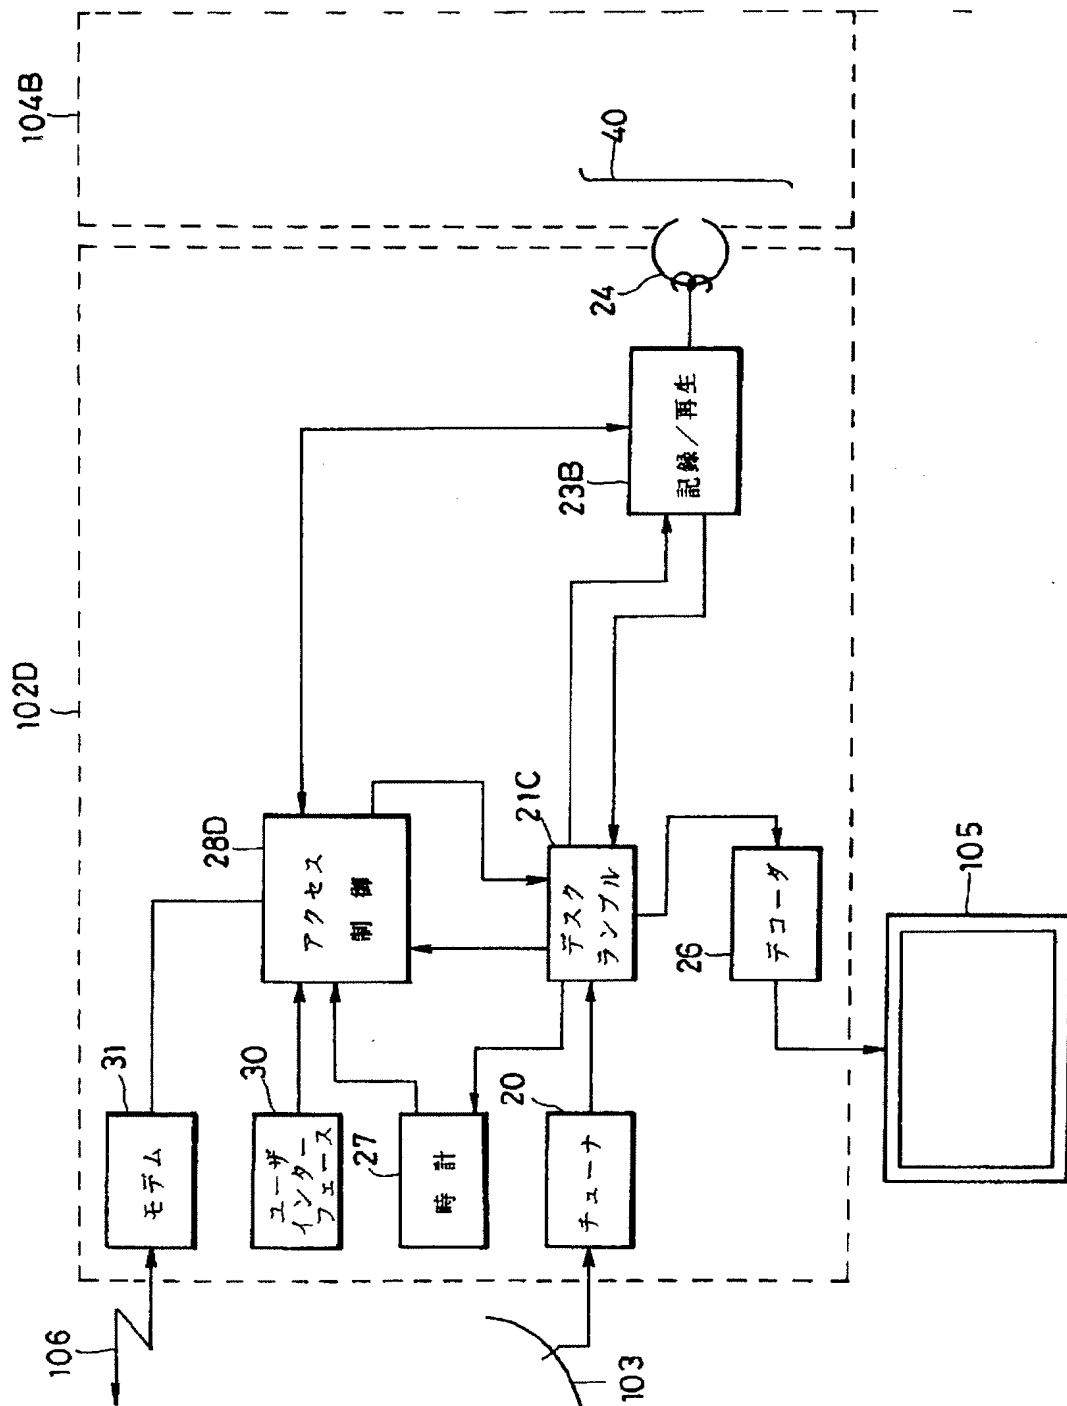 102D
104B
106
31
モデム
30
ユーザ
インター
フェース
27
時計
20
チューナ
103
28D
アクセス
制御
21C
デスク
ランブル
26
デコーダ
105
23B
記録／再生
24
40